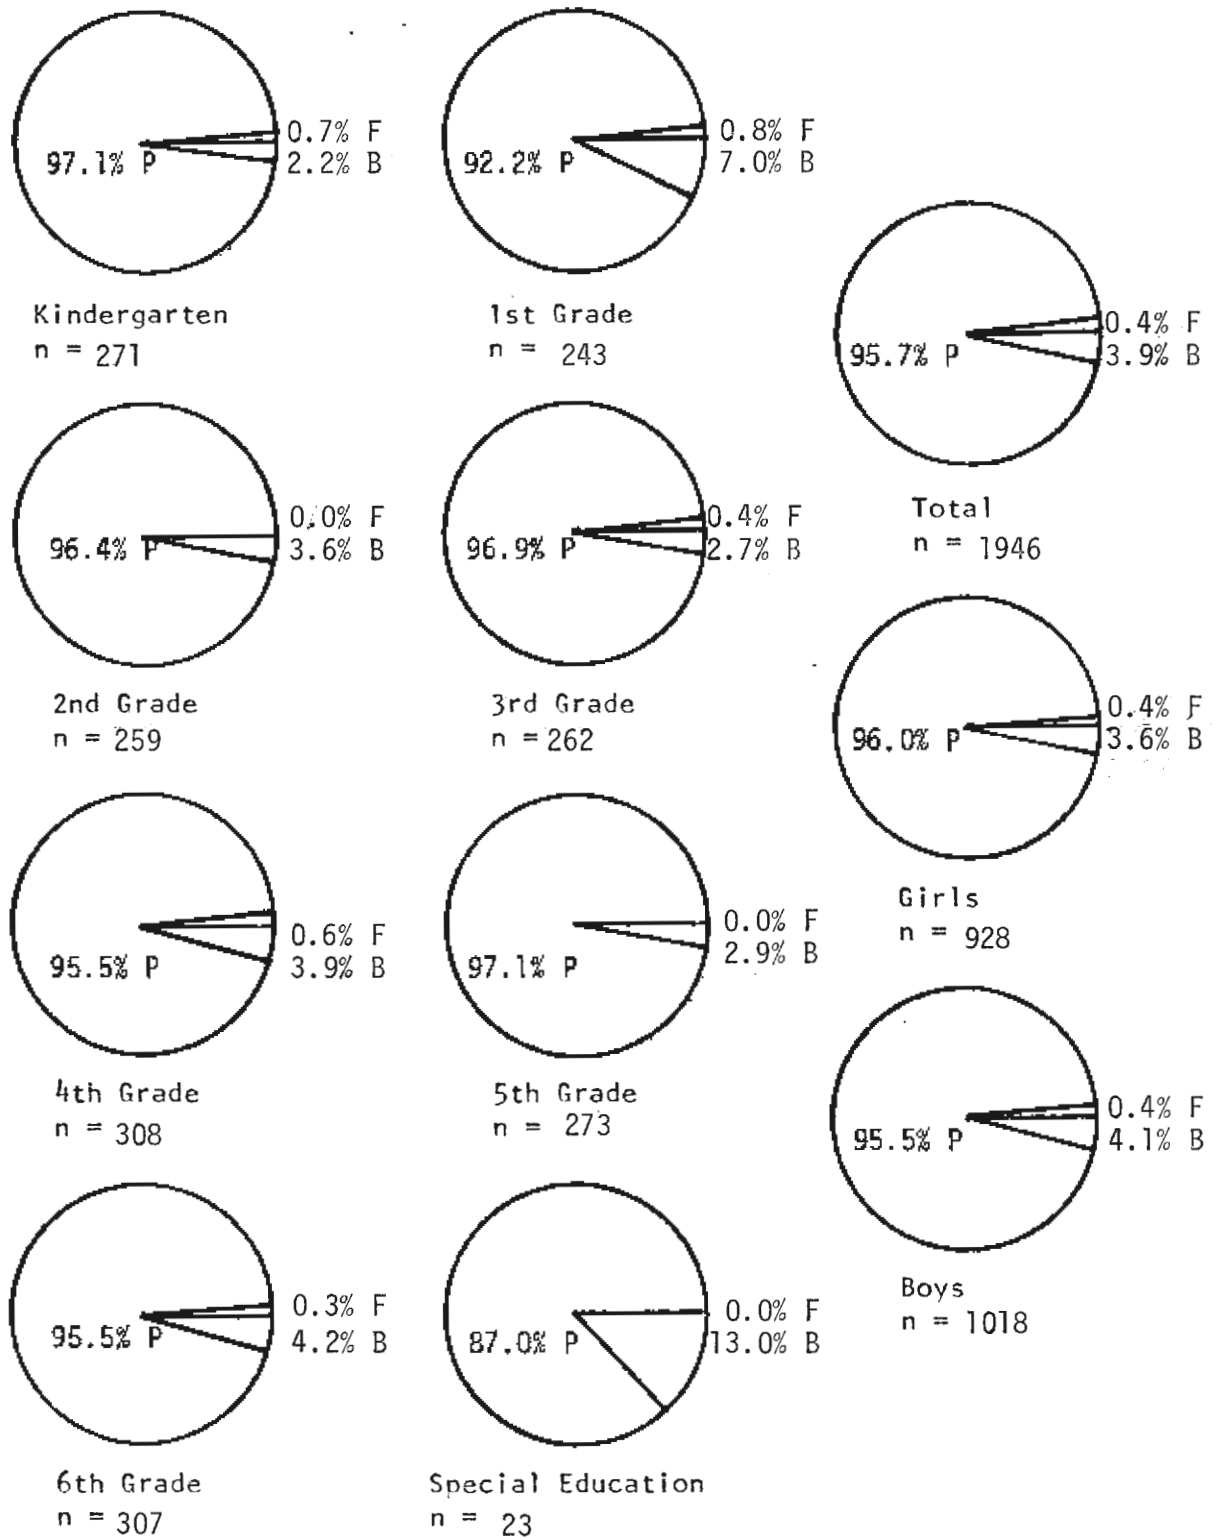 0.7% F
97.1% P 2.2% B
Kindergarten
n = 271
0.8% F
92.2% P 7.0% B
1st Grade
n = 243
0.0% F
96.4% P 3.6% B
2nd Grade
n = 259
0.4% F
96.9% P 2.7% B
3rd Grade
n = 262
0.6% F
95.5% P 3.9% B
4th Grade
n = 308
0.0% F
97.1% P 2.9% B
5th Grade
n = 273
0.3% F
95.5% P 4.2% B
6th Grade
n = 307
0.0% F
87.0% P 13.0% B
Special Education
n = 23
0.4% F
95.7% P 3.9% B
Total
n = 1946
0.4% F
96.0% P 3.6% B
Girls
n = 928
0.4% F
95.5% P 4.1% B
Boys
n = 1018